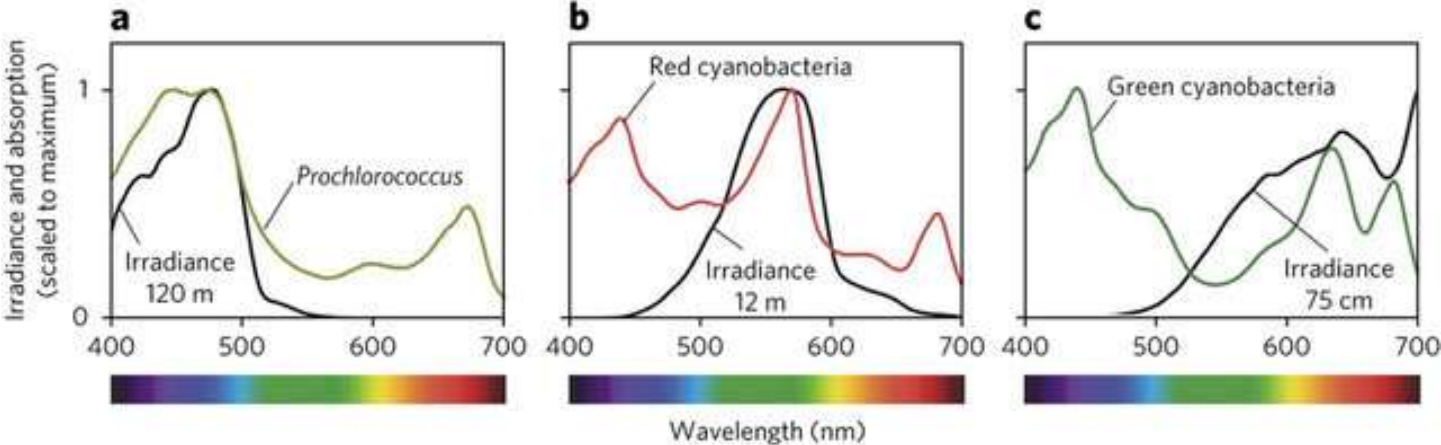 a
b
c
Irradiance and absorption
(scaled to maximum)
1
0
Prochlorococcus
Irradiance
120 m
400 500 600 700
Red cyanobacteria
Irradiance
12 m
400 500 600 700
Green cyanobacteria
Irradiance
75 cm
400 500 600 700
Wavelength (nm)